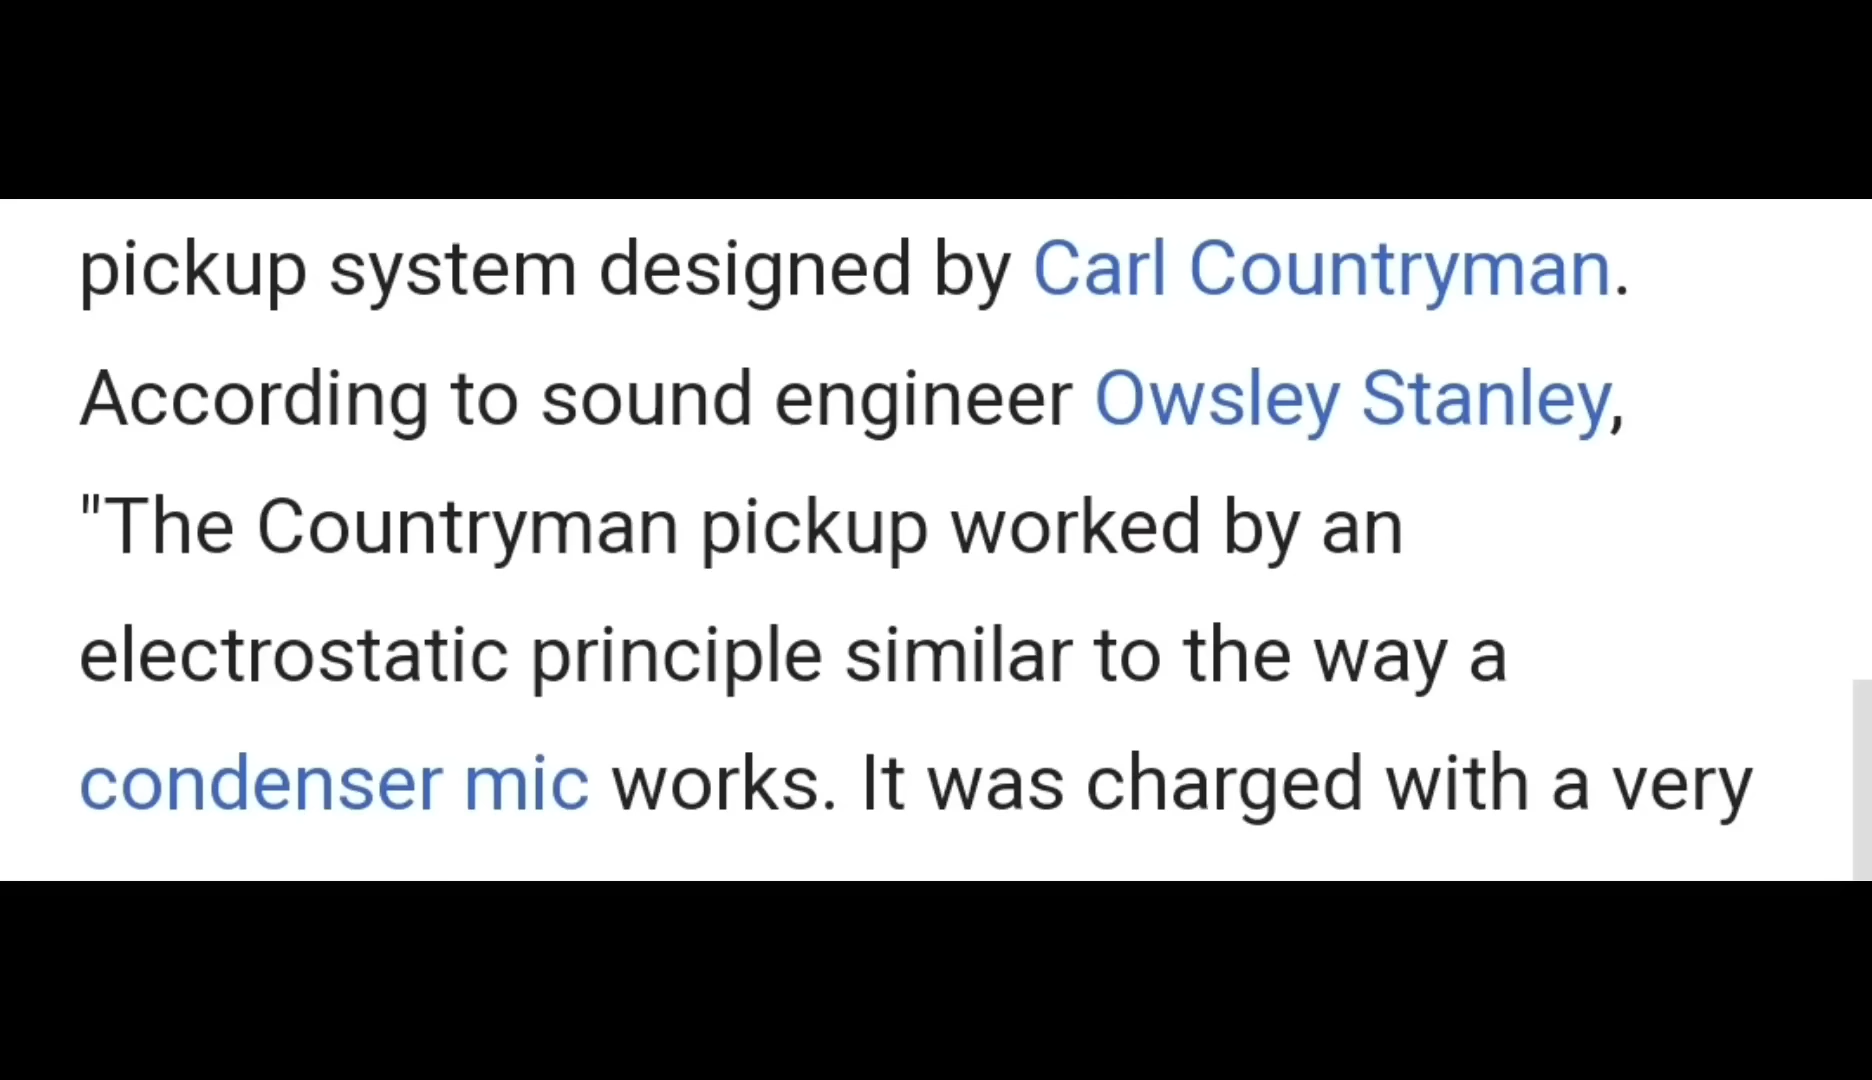 pickup system designed by Carl Countryman.
According to sound engineer Owsley Stanley,
"The Countryman pickup worked by an
electrostatic principle similar to the way a
condenser mic works. It was charged with a very